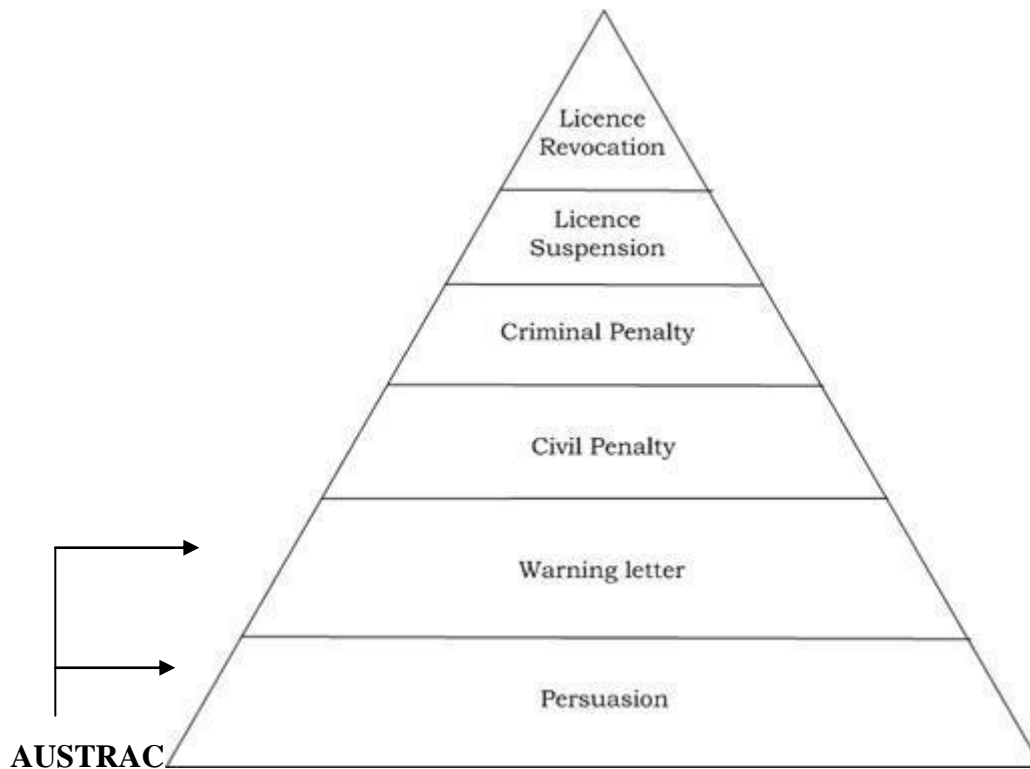 Licence
Revocation
Licence
Suspension
Criminal Penalty
Civil Penalty
Warning letter
Persuasion
AUSTRAC